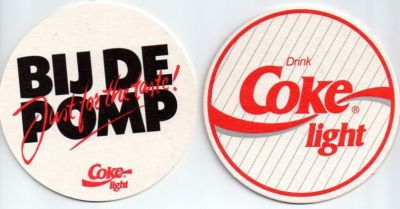 BIJ DE
Just for the taste!
POMP
Coke
light
Drink
Coke®
light